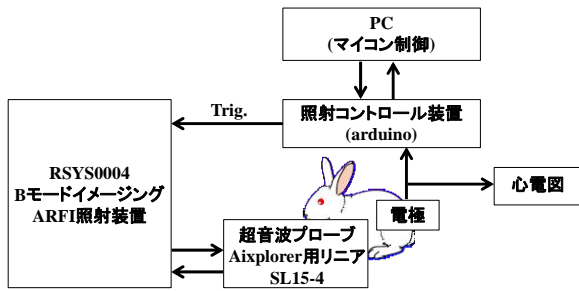 PC
(マイコン制御)
Trig.
照射コントロール装置
(arduino)
RSYS0004
Bモードイメージング
ARFI照射装置
心電図
電極
超音波プローブ
Aixplorer用リニア
SL15-4